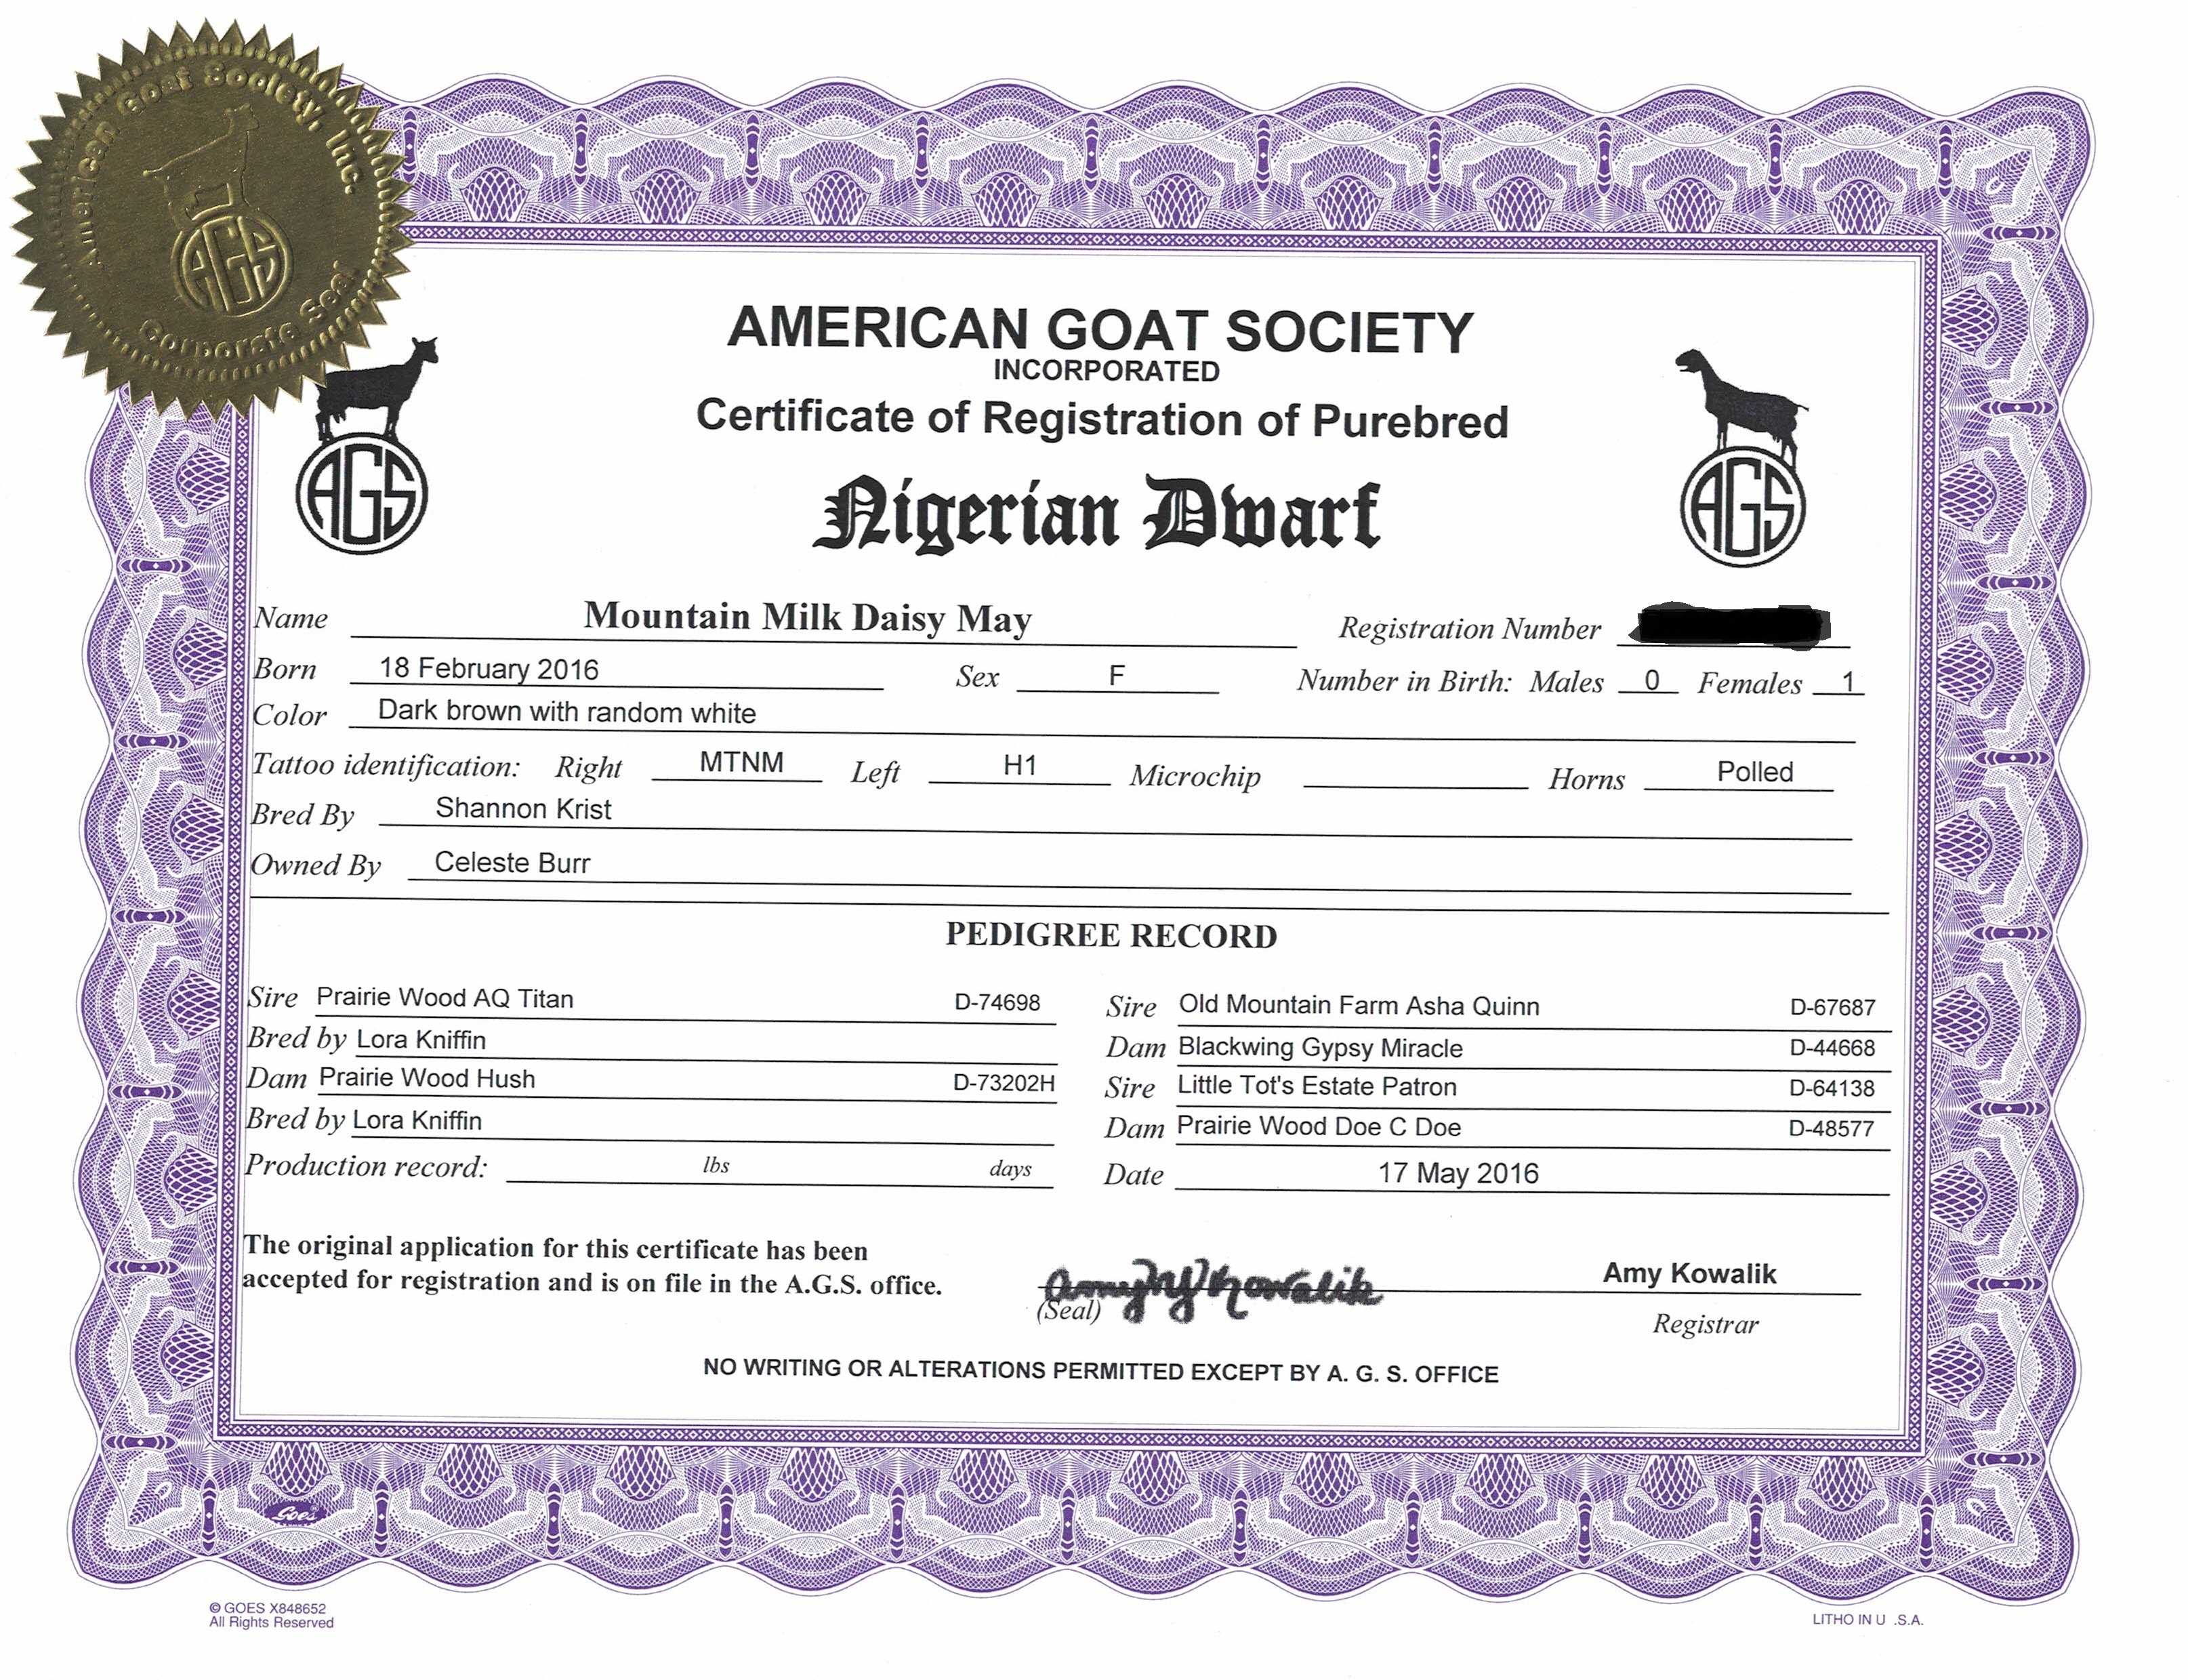 American Goat Society, Inc.
AGS
Corporate Seal
AMERICAN GOAT SOCIETY
INCORPORATED
Certificate of Registration of Purebred
Nigerian Dwarf
AGS
AGS
Name Mountain Milk Daisy May Registration Number
Born 18 February 2016 Sex F Number in Birth: Males 0 Females 1
Color Dark brown with random white
Tattoo identification: Right MTNM Left H1 Microchip Horns Polled
Bred By Shannon Krist
Owned By Celeste Burr
PEDIGREE RECORD
Sire Prairie Wood AQ Titan D-74698 Sire Old Mountain Farm Asha Quinn D-67687
Bred by Lora Kniffin Dam Blackwing Gypsy Miracle D-44668
Dam Prairie Wood Hush D-73202H Sire Little Tot's Estate Patron D-64138
Bred by Lora Kniffin Dam Prairie Wood Doe C Doe D-48577
Production record: lbs days Date 17 May 2016
The original application for this certificate has been
accepted for registration and is on file in the A.G.S. office.
Amy Kowalik
(Seal) Registrar
NO WRITING OR ALTERATIONS PERMITTED EXCEPT BY A. G. S. OFFICE
Goes®
© GOES X848652
All Rights Reserved
LITHO IN U .S.A.